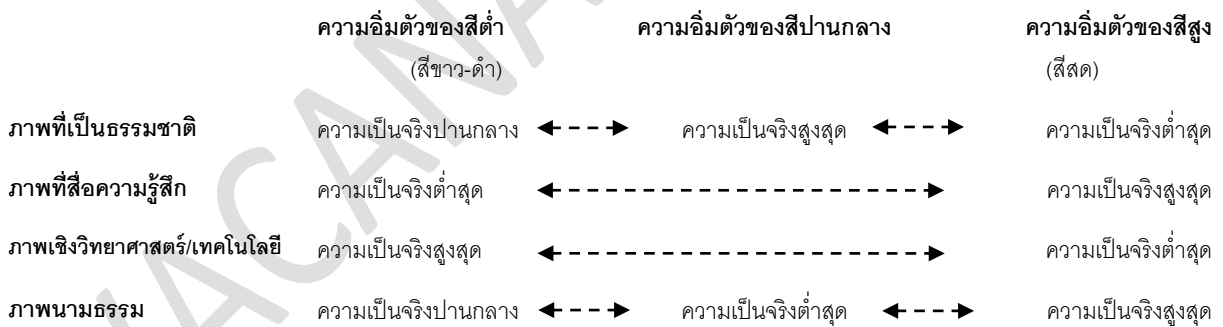 ความอิ่มตัวของสีต่ำ ความอิ่มตัวของสีปานกลาง ความอิ่มตัวของสีสูง
(สีขาว-ดำ) (สีสด)
ภาพที่เป็นธรรมชาติ ความเป็นจริงปานกลาง ความเป็นจริงสูงสุด ความเป็นจริงต่ำสุด
ภาพที่สื่อความรู้สึก ความเป็นจริงต่ำสุด ความเป็นจริงสูงสุด
ภาพเชิงวิทยาศาสตร์/เทคโนโลยี ความเป็นจริงสูงสุด ความเป็นจริงต่ำสุด
ภาพนามธรรม ความเป็นจริงปานกลาง ความเป็นจริงต่ำสุด ความเป็นจริงสูงสุด